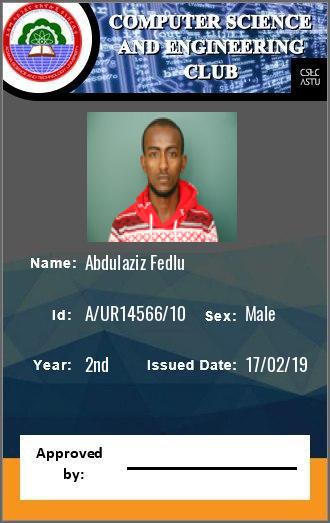 COMPUTER SCIENCE
AND ENGINEERING
CLUB
CSEC
ASTU
Name: Abdulaziz Fedlu
Id: A/UR14566/10 Sex: Male
Year: 2nd Issued Date: 17/02/19
Approved
by: